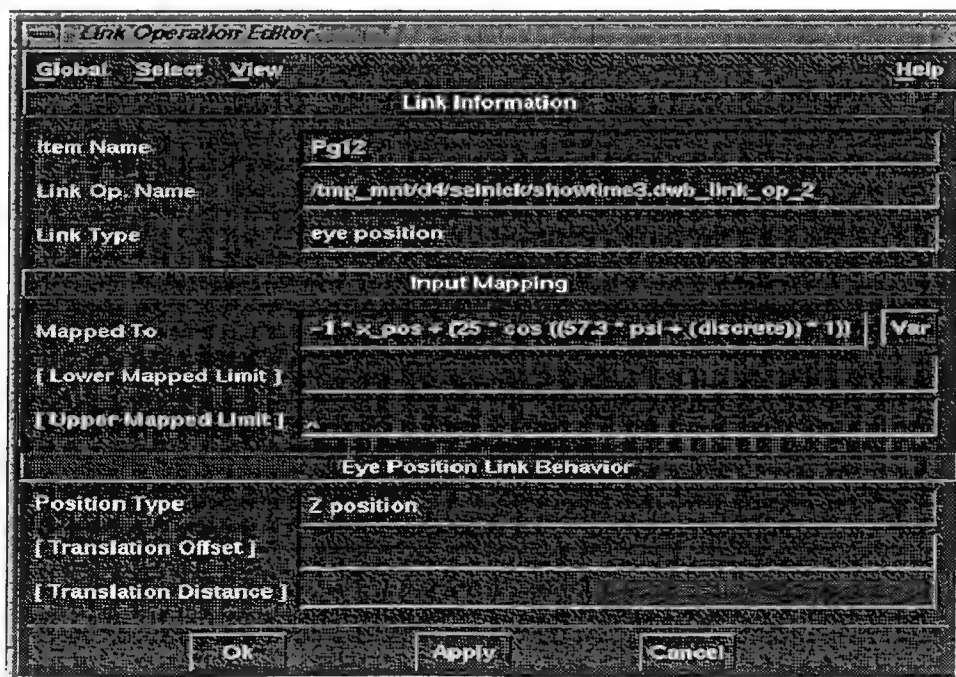 Link Operation Editor
Global Select View Help
Link Information
Item Name Pg12
Link Op. Name /tmp_mnt/d4/selnick/showtime3.dwb_link_op_2
Link Type eye position
Input Mapping
Mapped To -1 * x_pos + (25 * cos ((57.3 * psi + (discrete)) * 1)) Var
[ Lower Mapped Limit ]
[ Upper Mapped Limit ]
Eye Position Link Behavior
Position Type Z position
[ Translation Offset ]
[ Translation Distance ]
Ok Apply Cancel